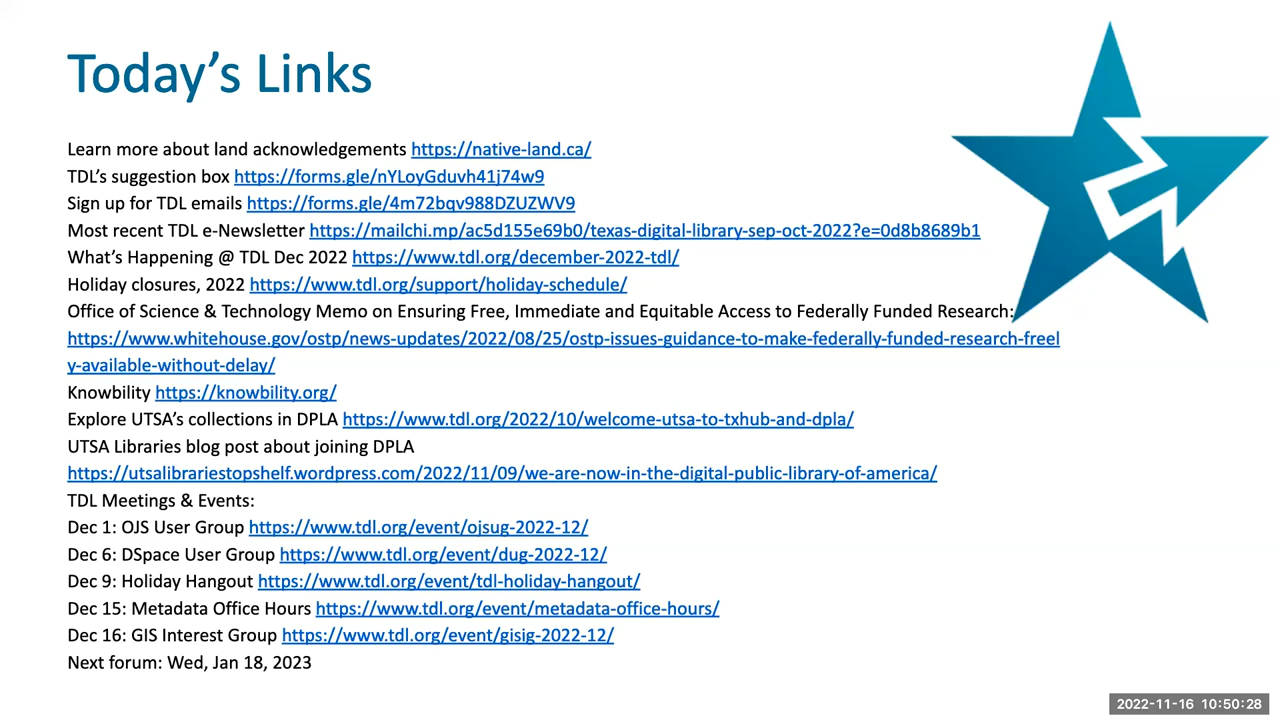 Today's Links
Learn more about land acknowledgements https://native-land.ca/
TDL's suggestion box https://forms.gle/nYLoyGduvh41j74w9
Sign up for TDL emails https://forms.gle/4m72bqv988DZUZWV9
Most recent TDL e-Newsletter https://mailchi.mp/ac5d155e69b0/texas-digital-library-sep-oct-2022?e=0d8b8689b1
What's Happening @ TDL Dec 2022 https://www.tdl.org/december-2022-tdl/
Holiday closures, 2022 https://www.tdl.org/support/holiday-schedule/
Office of Science & Technology Memo on Ensuring Free, Immediate and Equitable Access to Federally Funded Research:
https://www.whitehouse.gov/ostp/news-updates/2022/08/25/ostp-issues-guidance-to-make-federally-funded-research-freel
y-available-without-delay/
Knowbility https://knowbility.org/
Explore UTSA's collections in DPLA https://www.tdl.org/2022/10/welcome-utsa-to-txhub-and-dpla/
UTSA Libraries blog post about joining DPLA
https://utsalibrariestopshelf.wordpress.com/2022/11/09/we-are-now-in-the-digital-public-library-of-america/
TDL Meetings & Events:
Dec 1: OJS User Group https://www.tdl.org/event/ojsug-2022-12/
Dec 6: DSpace User Group https://www.tdl.org/event/dug-2022-12/
Dec 9: Holiday Hangout https://www.tdl.org/event/tdl-holiday-hangout/
Dec 15: Metadata Office Hours https://www.tdl.org/event/metadata-office-hours/
Dec 16: GIS Interest Group https://www.tdl.org/event/gisig-2022-12/
Next forum: Wed, Jan 18, 2023
2022-11-16 10:50:28